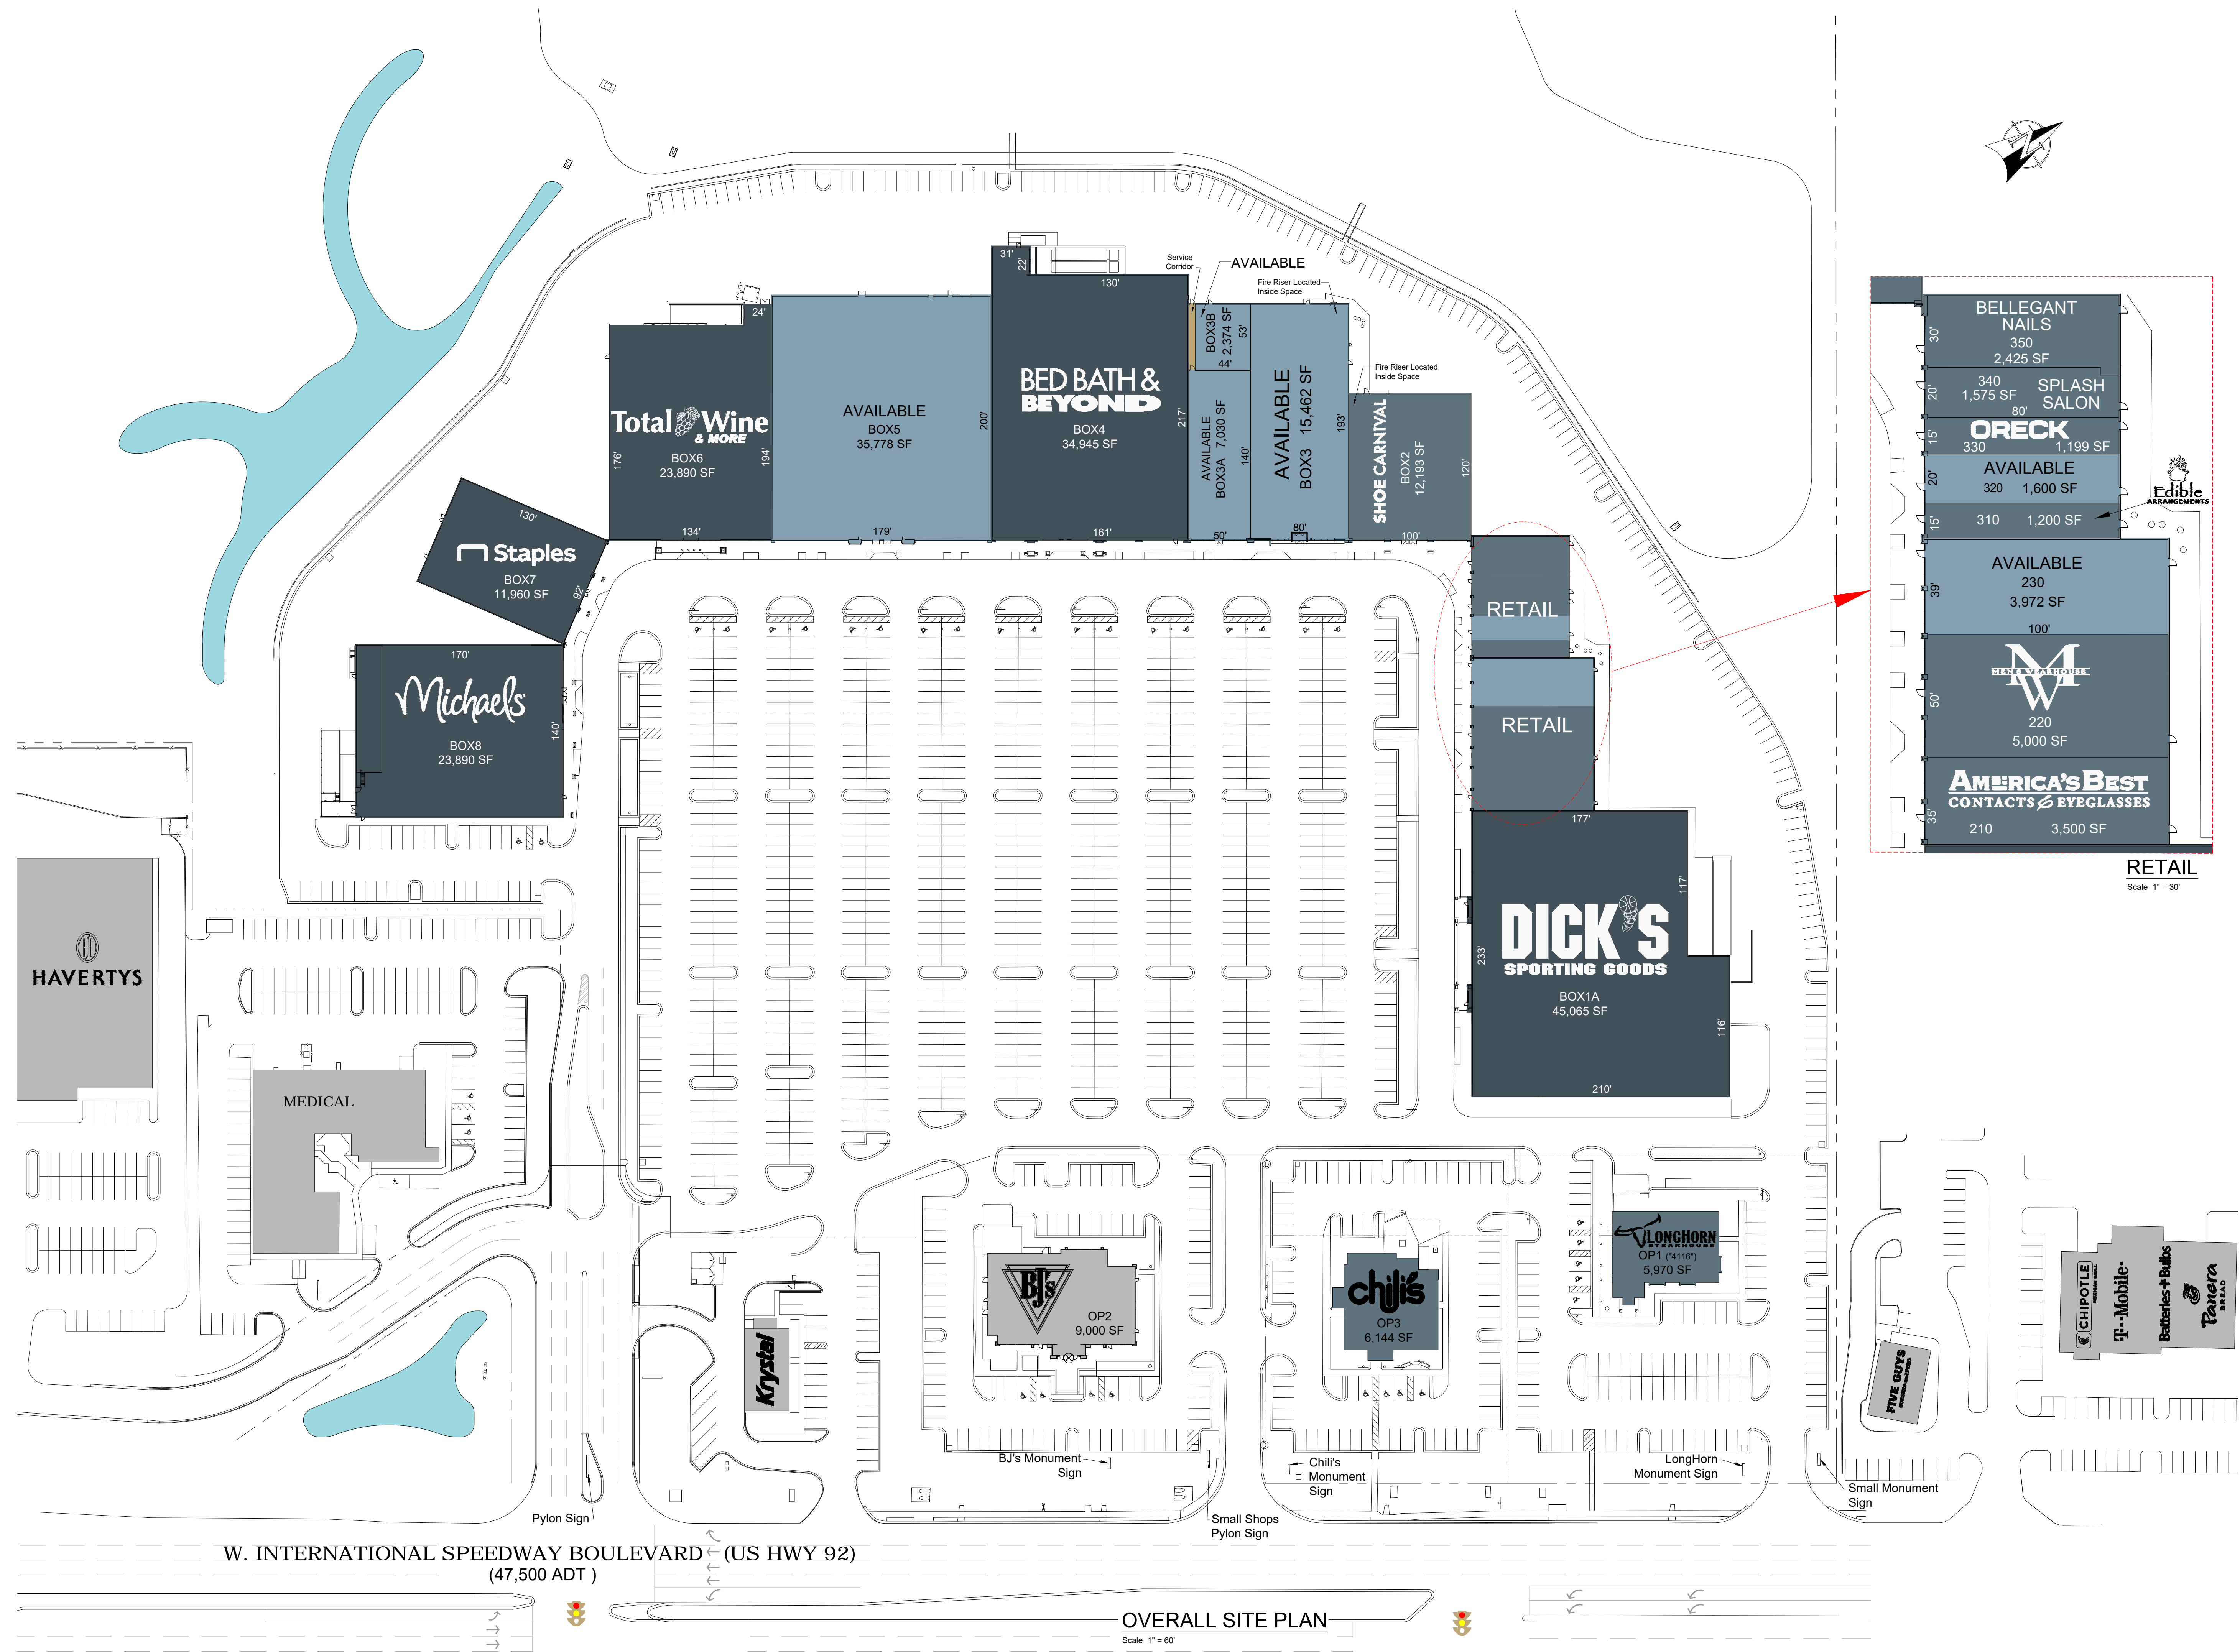 31'
22'
130'
Service
Corridor
AVAILABLE
Fire Riser Located
Inside Space
24'
Total Wine
& MORE
BOX6
23,890 SF
176'
194'
134'
AVAILABLE
BOX5
35,778 SF
200'
179'
BED BATH &
BEYOND
BOX4
34,945 SF
217'
161'
BOX3B
2,374 SF
53'
44'
AVAILABLE
BOX3A 7,030 SF
140'
50'
AVAILABLE
BOX3 15,462 SF
193'
80'
Fire Riser Located
Inside Space
SHOE CARNIVAL
BOX2
12,193 SF
120'
100'
130'
Staples
BOX7
11,960 SF
92'
170'
Michaels
BOX8
23,890 SF
140'
RETAIL
RETAIL
177'
117'
DICK'S
SPORTING GOODS
233'
BOX1A
45,065 SF
116'
210'
BELLEGANT
NAILS
350
2,425 SF
30'
340
1,575 SF
SPLASH
SALON
20'
80'
ORECK
330 1,199 SF
15'
AVAILABLE
320 1,600 SF
20'
Edible
ARRANGEMENTS
310 1,200 SF
15'
AVAILABLE
230
3,972 SF
39'
100'
MW
MEN'S WEARHOUSE
220
5,000 SF
50'
AMERICA'S BEST
CONTACTS & EYEGLASSES
210 3,500 SF
35'
RETAIL
Scale 1" = 30'
HAVERTYS
MEDICAL
Krystal
BJ's
OP2
9,000 SF
chili's
OP3
6,144 SF
LONGHORN
STEAKHOUSE
OP1 ("4116")
5,970 SF
FIVE GUYS
CHIPOTLE
MEXICAN GRILL
T-Mobile
Batteries+Bulbs
Panera
BREAD
BJ's Monument
Sign
Chili's
Monument
Sign
LongHorn
Monument Sign
Small Monument
Sign
Pylon Sign
Small Shops
Pylon Sign
W. INTERNATIONAL SPEEDWAY BOULEVARD (US HWY 92)
(47,500 ADT )
OVERALL SITE PLAN
Scale 1" = 60'